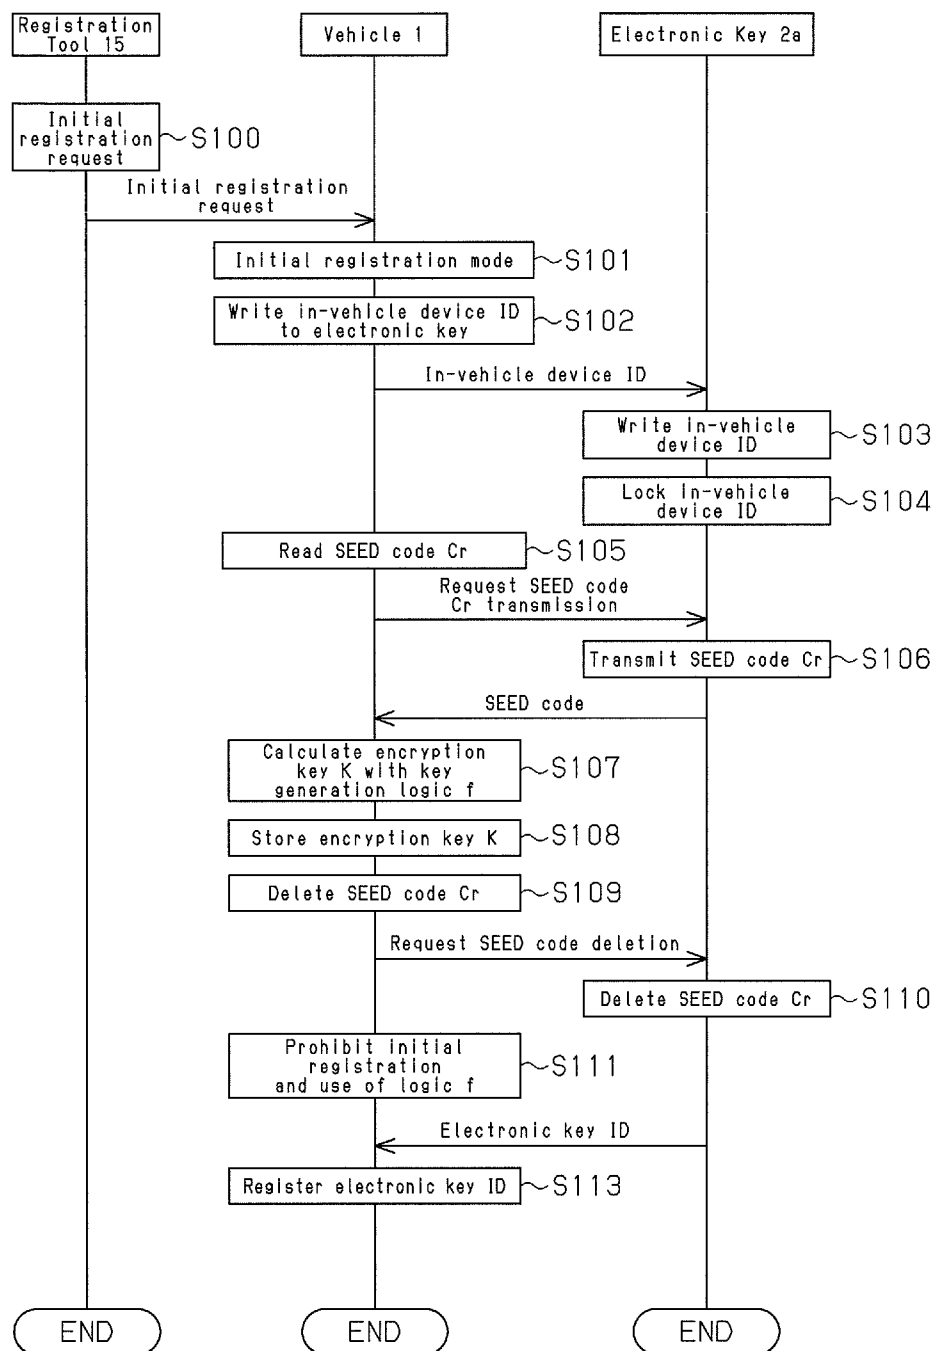 Registration
Tool 15
Vehicle 1
Electronic Key 2a
Initial
registration
request
S100
Initial registration
request
Initial registration mode
S101
Write in-vehicle device ID
to electronic key
S102
In-vehicle device ID
Write in-vehicle
device ID
S103
Lock in-vehicle
device ID
S104
Read SEED code Cr
S105
Request SEED code
Cr transmission
Transmit SEED code Cr
S106
SEED code
Calculate encryption
key K with key
generation logic f
S107
Store encryption key K
S108
Delete SEED code Cr
S109
Request SEED code deletion
Delete SEED code Cr
S110
Prohibit initial
registration
and use of logic f
S111
Electronic key ID
Register electronic key ID
S113
END
END
END